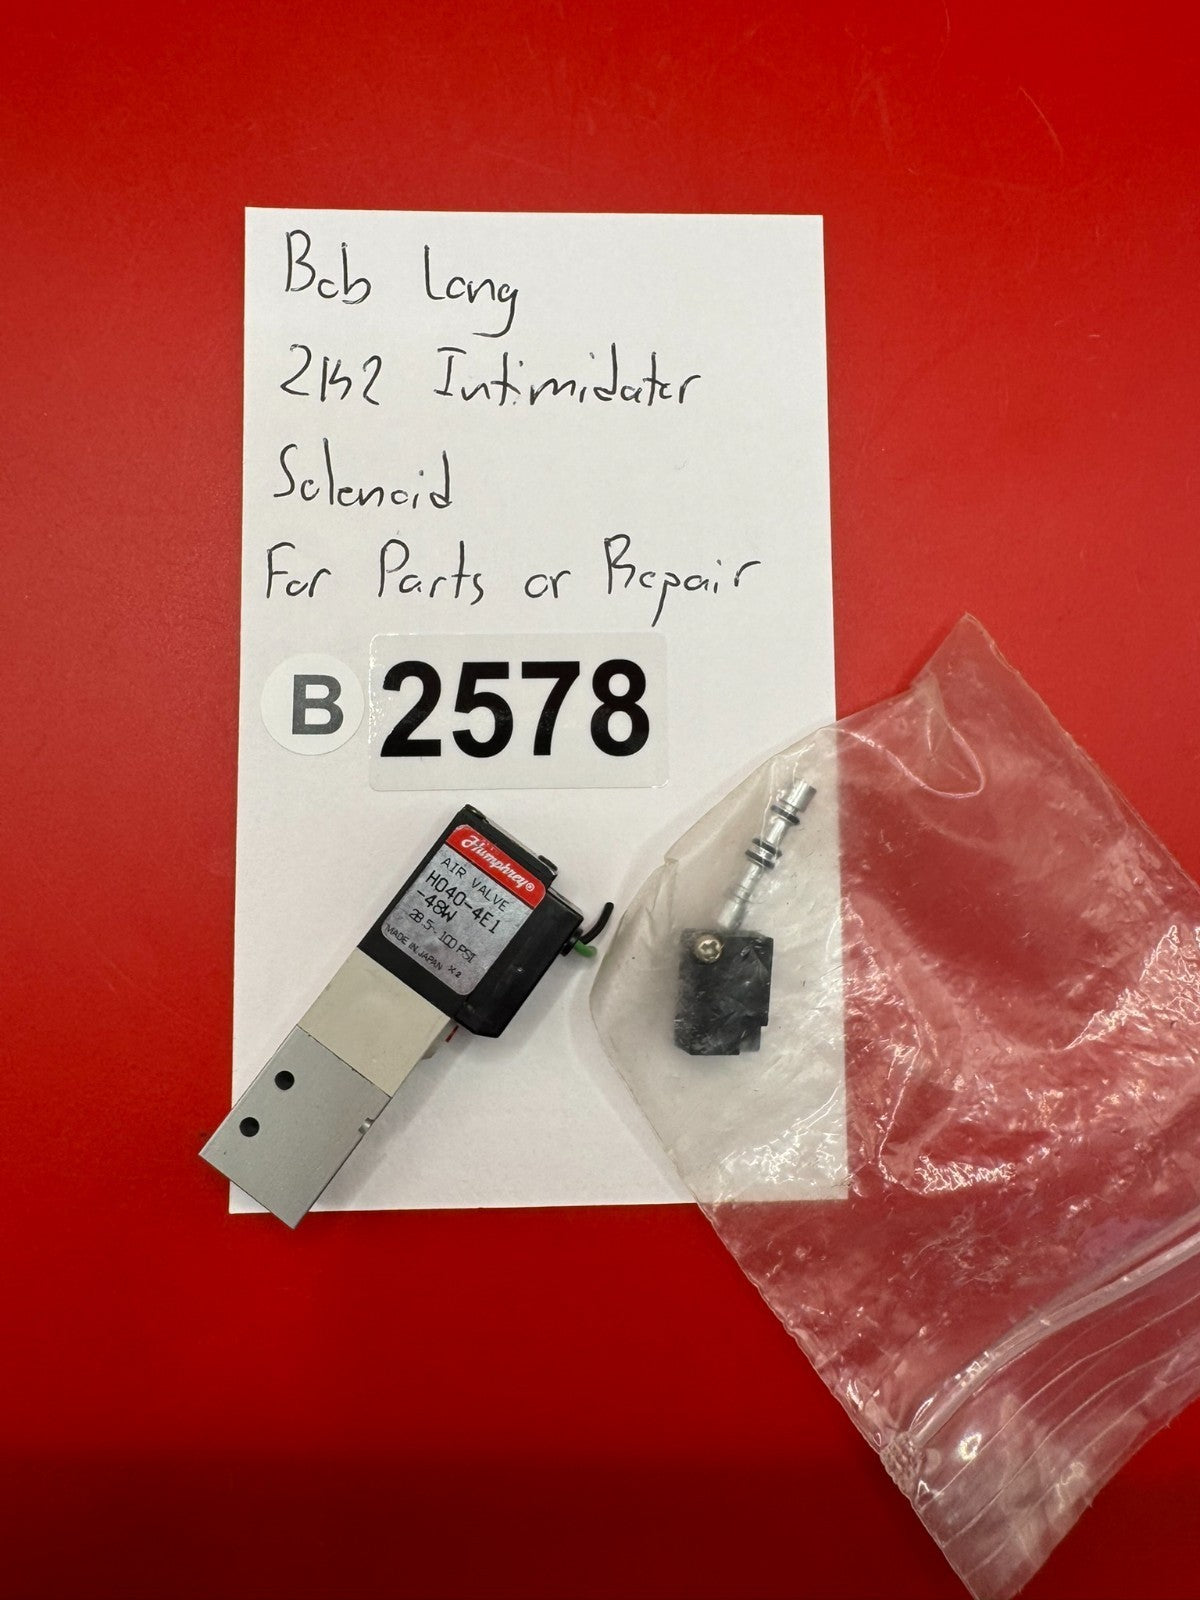 Bob Long
2K2 Intimidator
Solenoid
For Parts or Repair
B 2578
Humphrey®
AIR VALVE
H040-4E1
-48W
28.5~100 PSI
MADE IN JAPAN X2